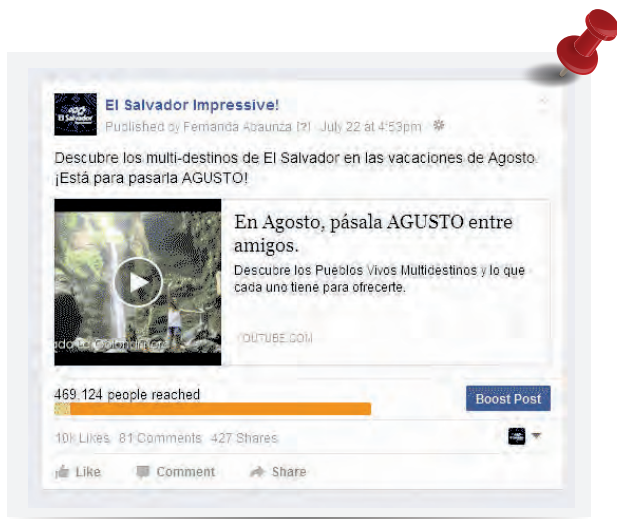 El Salvador Impressive!
Published by Fernanda Abaunza [?] · July 22 at 4:53pm ·
Descubre los multi-destinos de El Salvador en las vacaciones de Agosto.
¡Está para pasarla AGUSTO!
En Agosto, pásala AGUSTO entre
amigos.
Descubre los Pueblos Vivos Multidestinos y lo que
cada uno tiene para ofrecerte.
YOUTUBE.COM
469,124 people reached
Boost Post
10k Likes 81 Comments 427 Shares
Like Comment Share